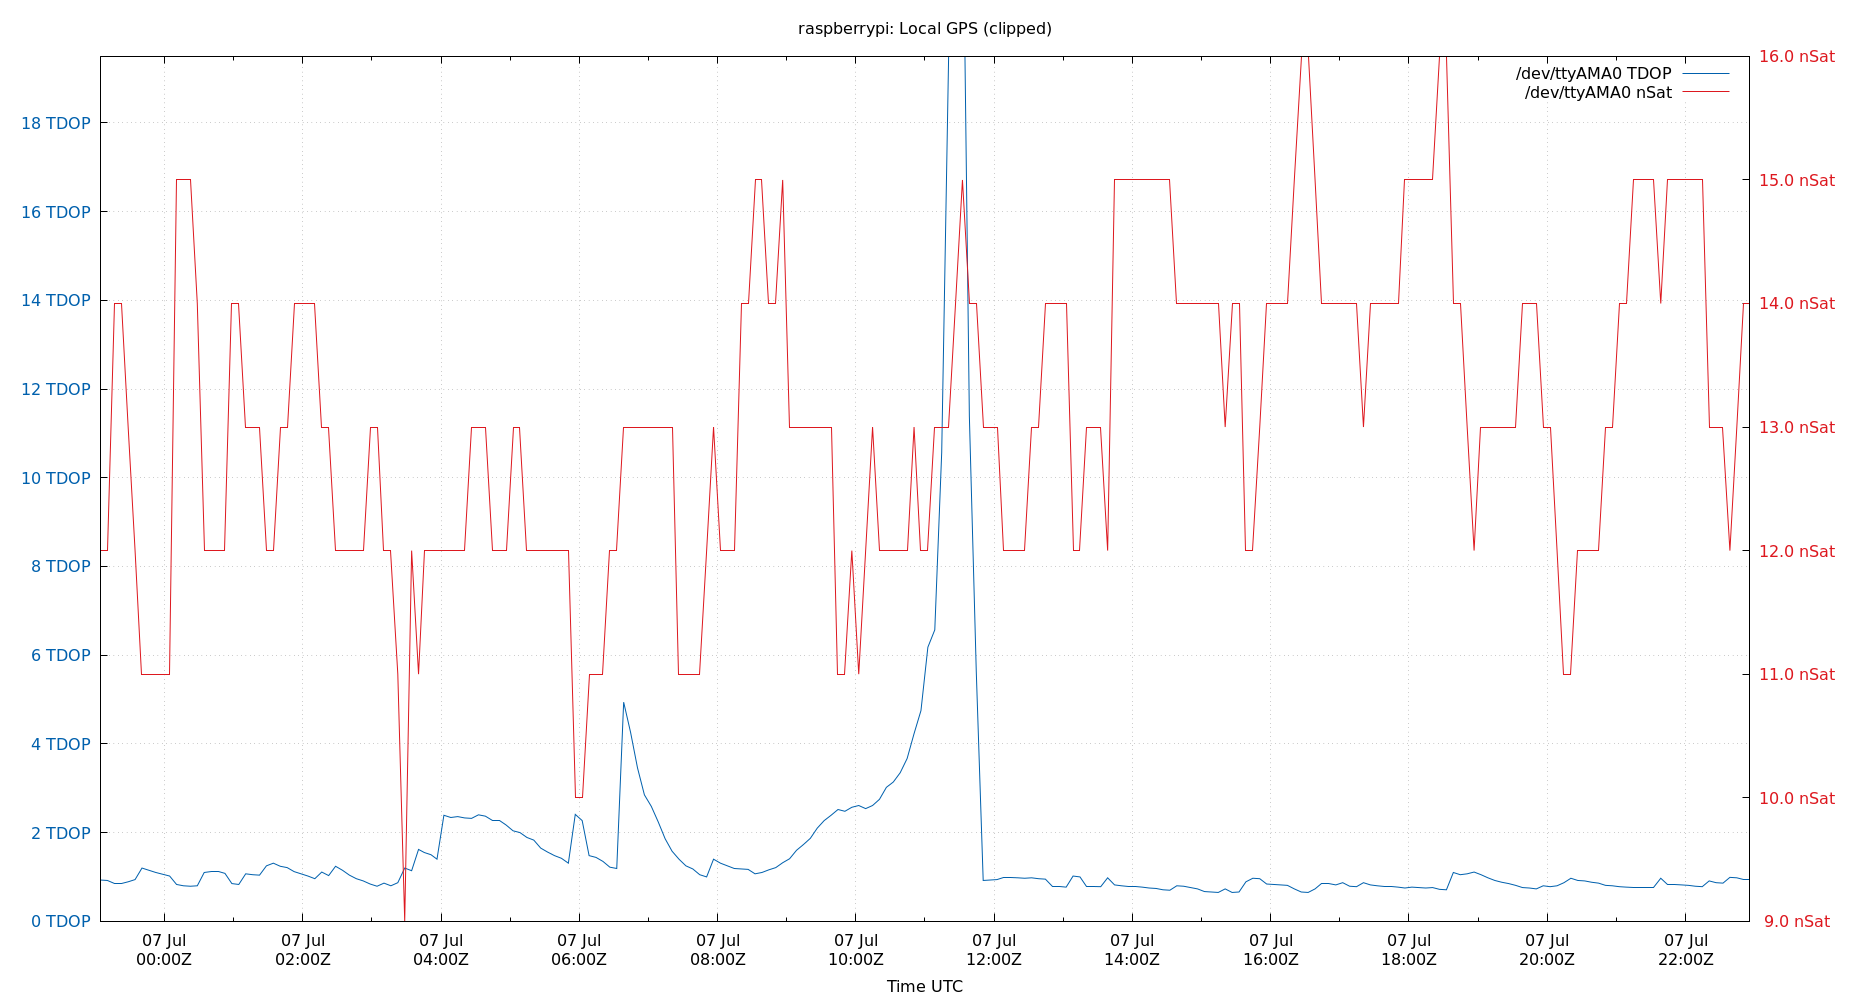 raspberrypi: Local GPS (clipped)
/dev/ttyAMA0 TDOP
/dev/ttyAMA0 nSat
18 TDOP
16 TDOP
14 TDOP
12 TDOP
10 TDOP
8 TDOP
6 TDOP
4 TDOP
2 TDOP
0 TDOP
16.0 nSat
15.0 nSat
14.0 nSat
13.0 nSat
12.0 nSat
11.0 nSat
10.0 nSat
9.0 nSat
07 Jul 07 Jul 07 Jul 07 Jul 07 Jul 07 Jul 07 Jul 07 Jul 07 Jul 07 Jul 07 Jul 07 Jul
00:00Z 02:00Z 04:00Z 06:00Z 08:00Z 10:00Z 12:00Z 14:00Z 16:00Z 18:00Z 20:00Z 22:00Z
Time UTC